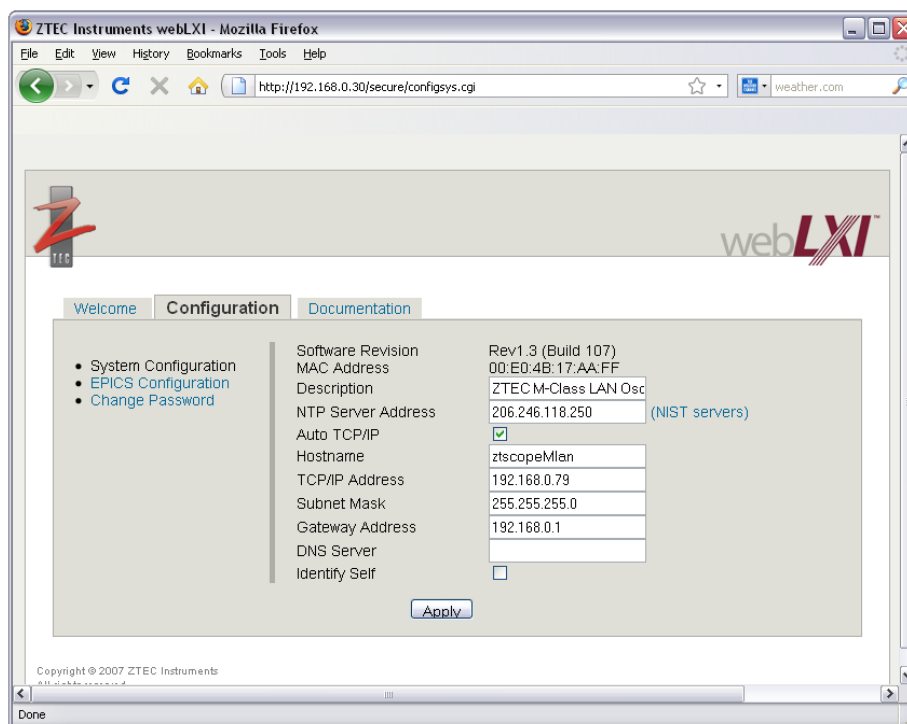 ZTEC Instruments webLXI - Mozilla Firefox
File Edit View History Bookmarks Tools Help
http://192.168.0.30/secure/configsys.cgi
weather.com
Z
TEC
webLXI™
Welcome Configuration Documentation
System Configuration
EPICS Configuration
Change Password
Software Revision Rev1.3 (Build 107)
MAC Address 00:E0:4B:17:AA:FF
Description ZTEC M-Class LAN Osc
NTP Server Address 206.246.118.250 (NIST servers)
Auto TCP/IP
Hostname ztscopeMlan
TCP/IP Address 192.168.0.79
Subnet Mask 255.255.255.0
Gateway Address 192.168.0.1
DNS Server
Identify Self
Apply
Copyright © 2007 ZTEC Instruments
All rights reserved
Done